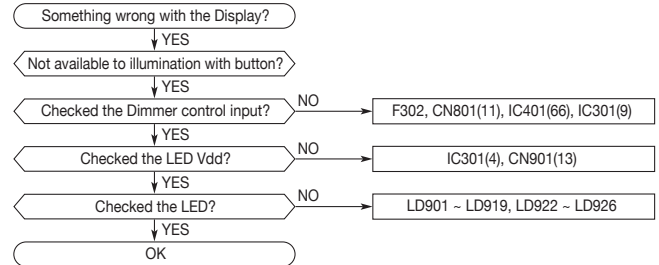 Something wrong with the Display?
YES
Not available to illumination with button?
YES
Checked the Dimmer control input?
NO
F302, CN801(11), IC401(66), IC301(9)
YES
Checked the LED Vdd?
NO
IC301(4), CN901(13)
YES
Checked the LED?
NO
LD901 ~ LD919, LD922 ~ LD926
YES
OK